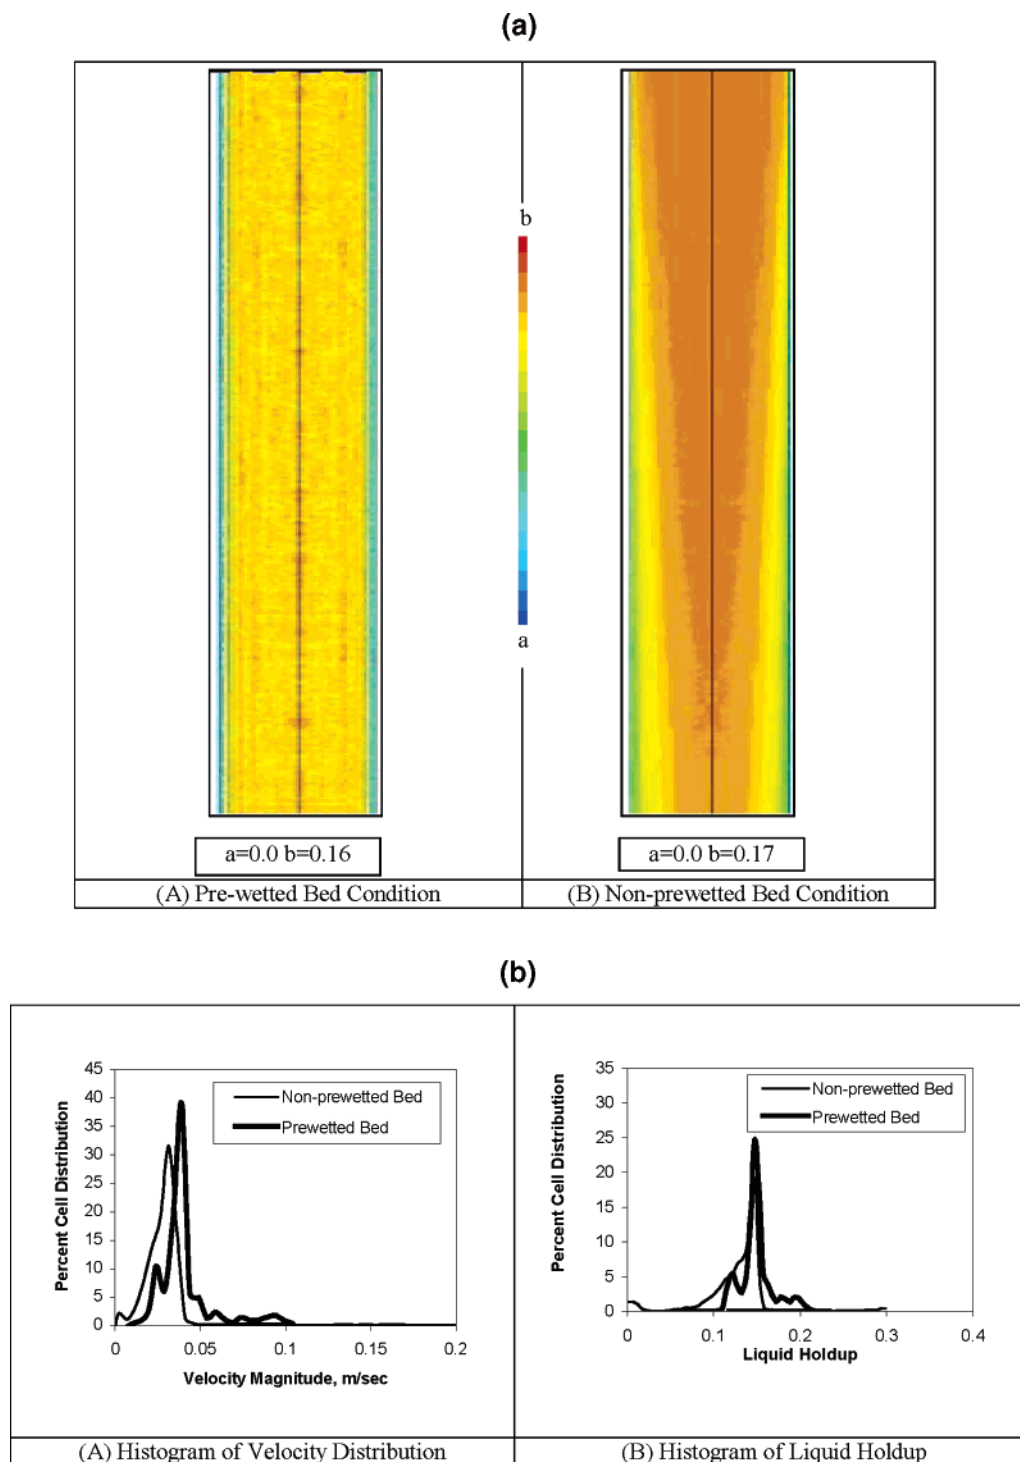 (a)
b
a
a=0.0 b=0.16
a=0.0 b=0.17
(A) Pre-wetted Bed Condition
(B) Non-prewetted Bed Condition
(b)
45
40
35
30
25
20
15
10
5
0
0
0.05
0.1
0.15
0.2
Percent Cell Distribution
Velocity Magnitude, m/sec
Non-prewetted Bed
Prewetted Bed
35
30
25
20
15
10
5
0
0
0.1
0.2
0.3
0.4
Percent Cell Distribution
Liquid Holdup
Non-prewetted Bed
Prewetted Bed
(A) Histogram of Velocity Distribution
(B) Histogram of Liquid Holdup